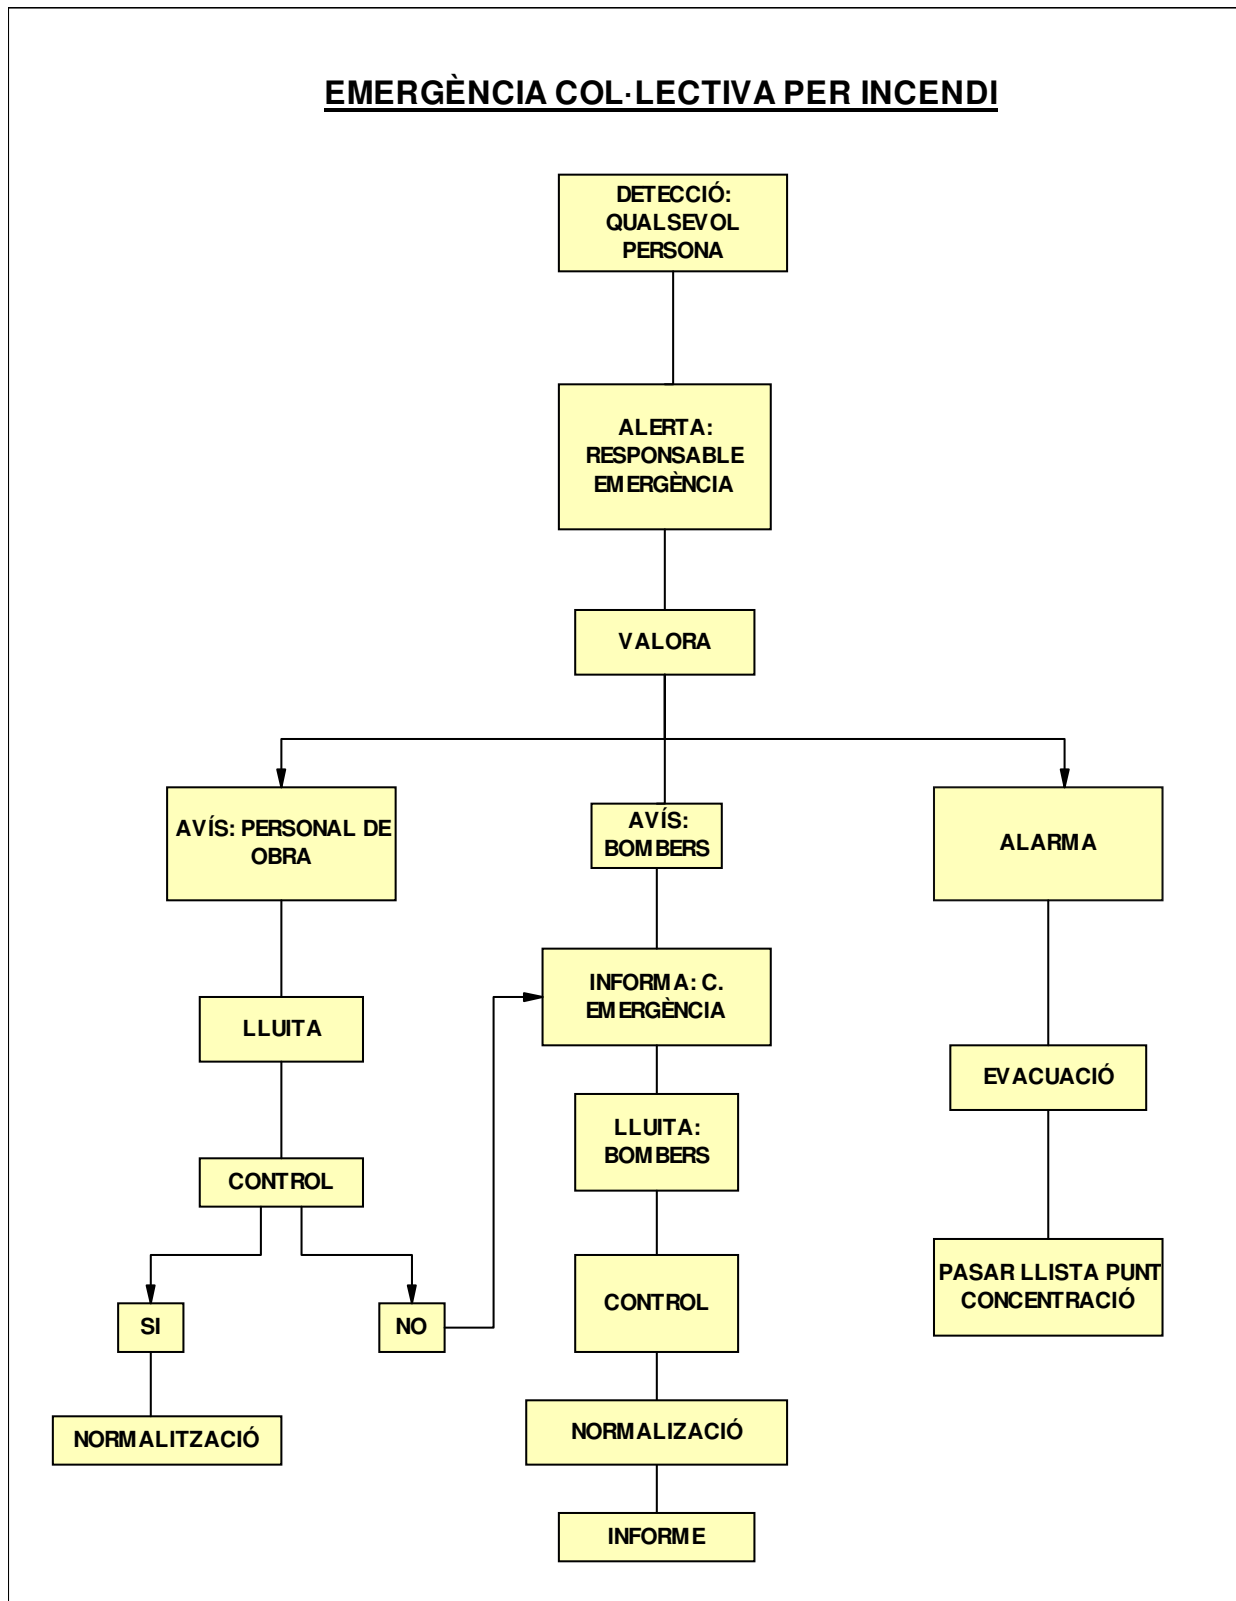 EMERGÈNCIA COL·LECTIVA PER INCENDI
DETECCIÓ:
QUALSEVOL
PERSONA
ALERTA:
RESPONSABLE
EMERGÈNCIA
VALORA
AVÍS: PERSONAL DE
OBRA
AVÍS:
BOMBERS
ALARMA
INFORMA: C.
EMERGÈNCIA
LLUITA
EVACUACIÓ
LLUITA:
BOMBERS
CONTROL
PASAR LLISTA PUNT
CONCENTRACIÓ
CONTROL
SI
NO
NORMALITZACIÓ
NORMALIZACIÓ
INFORME